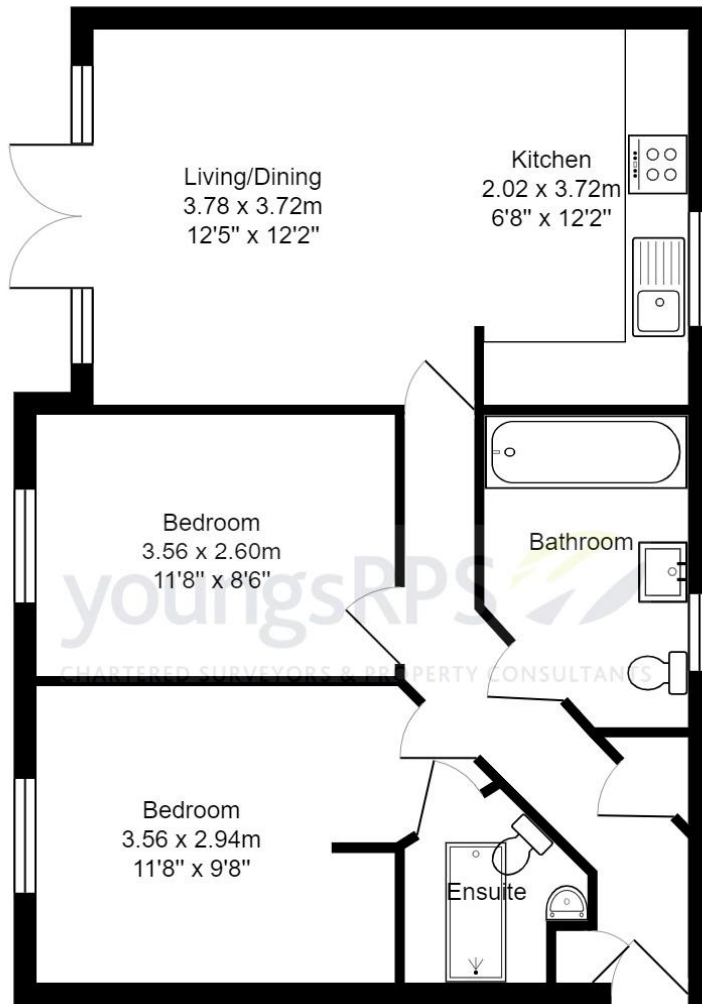 Living/Dining
3.78 x 3.72m
12'5" x 12'2"
Kitchen
2.02 x 3.72m
6'8" x 12'2"
Bedroom
3.56 x 2.60m
11'8" x 8'6"
Bathroom
youngsRPS
CHARTERED SURVEYORS & PROPERTY CONSULTANTS
Bedroom
3.56 x 2.94m
11'8" x 9'8"
Ensuite